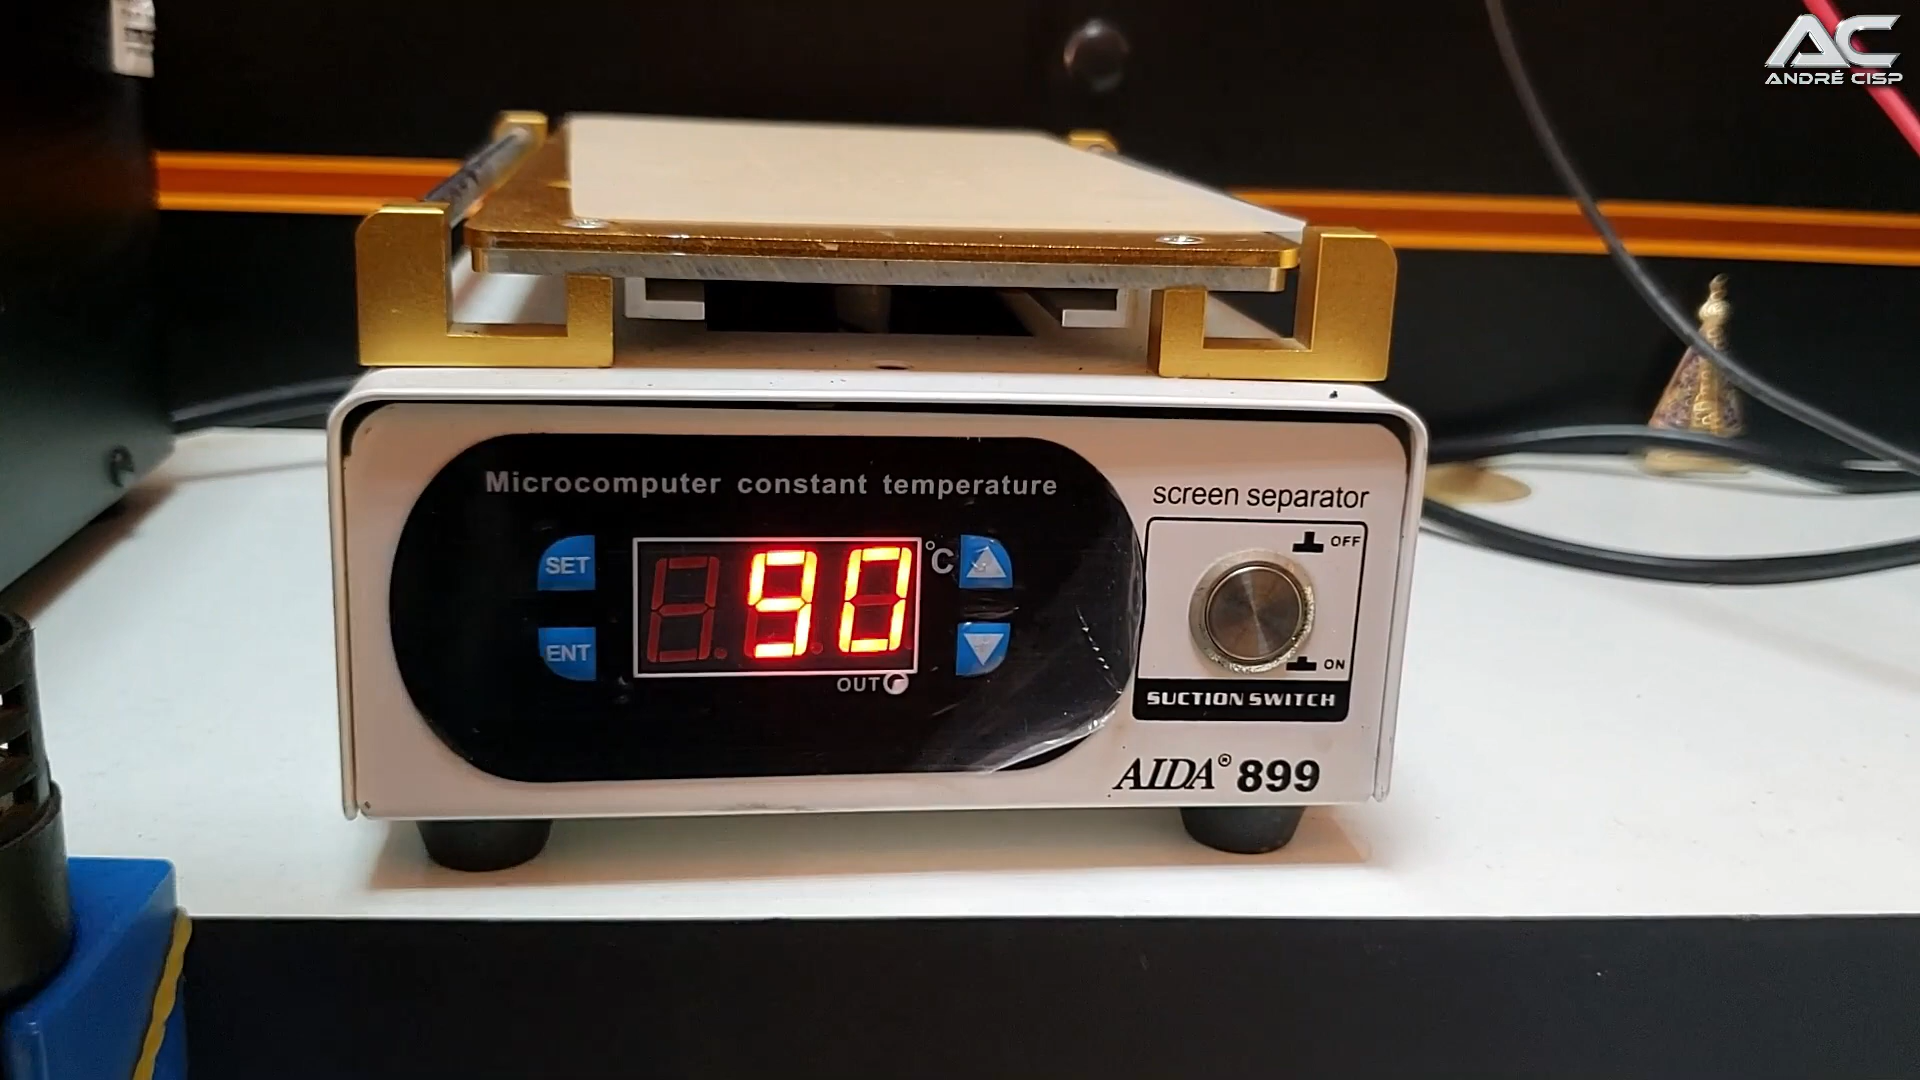 AC
ANDRÉ CISP
Microcomputer constant temperature
screen separator
SET
90
°C
OFF
ENT
ON
OUT
SUCTION SWITCH
AIDA® 899